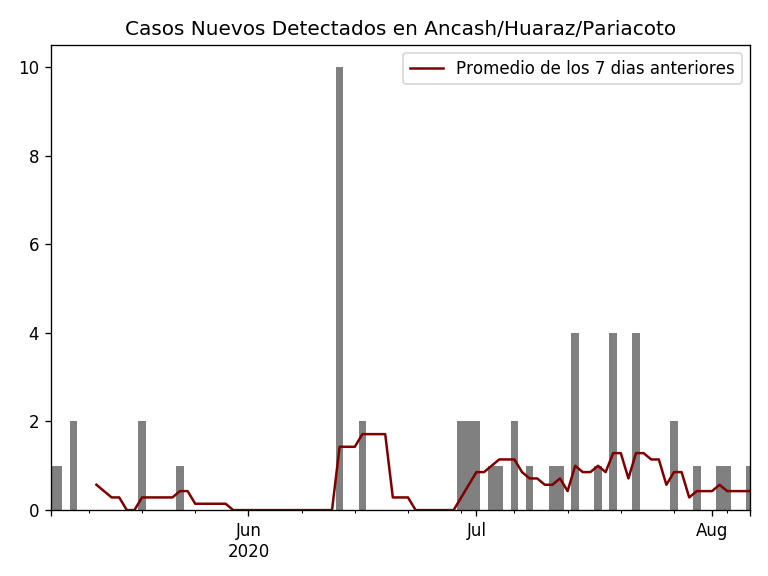 Casos Nuevos Detectados en Ancash/Huaraz/Pariacoto
Promedio de los 7 dias anteriores
10
8
6
4
2
0
Jun
2020
Jul
Aug